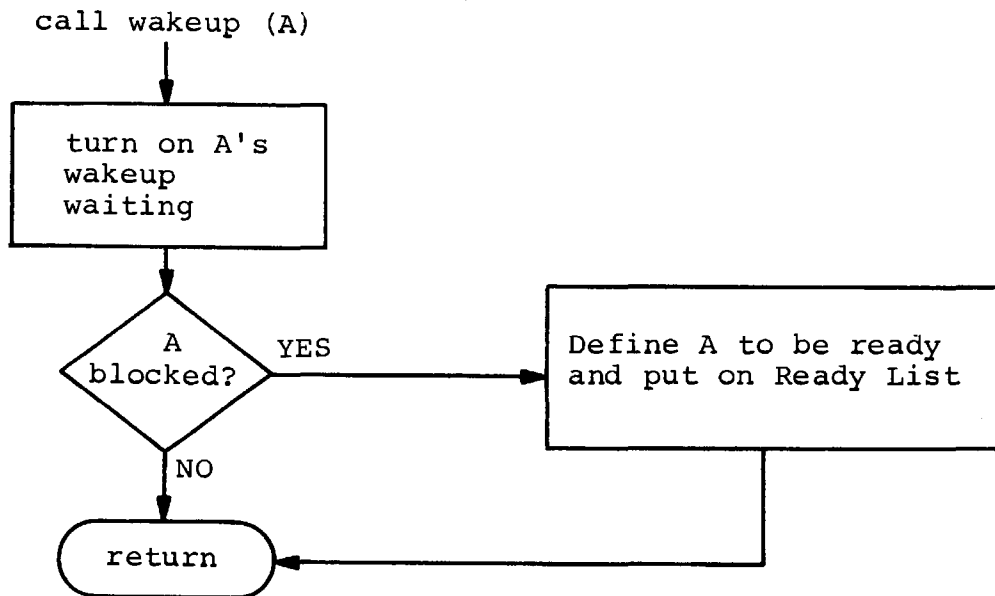 call wakeup (A)
turn on A's
wakeup
waiting
A
blocked?
YES
Define A to be ready
and put on Ready List
NO
return